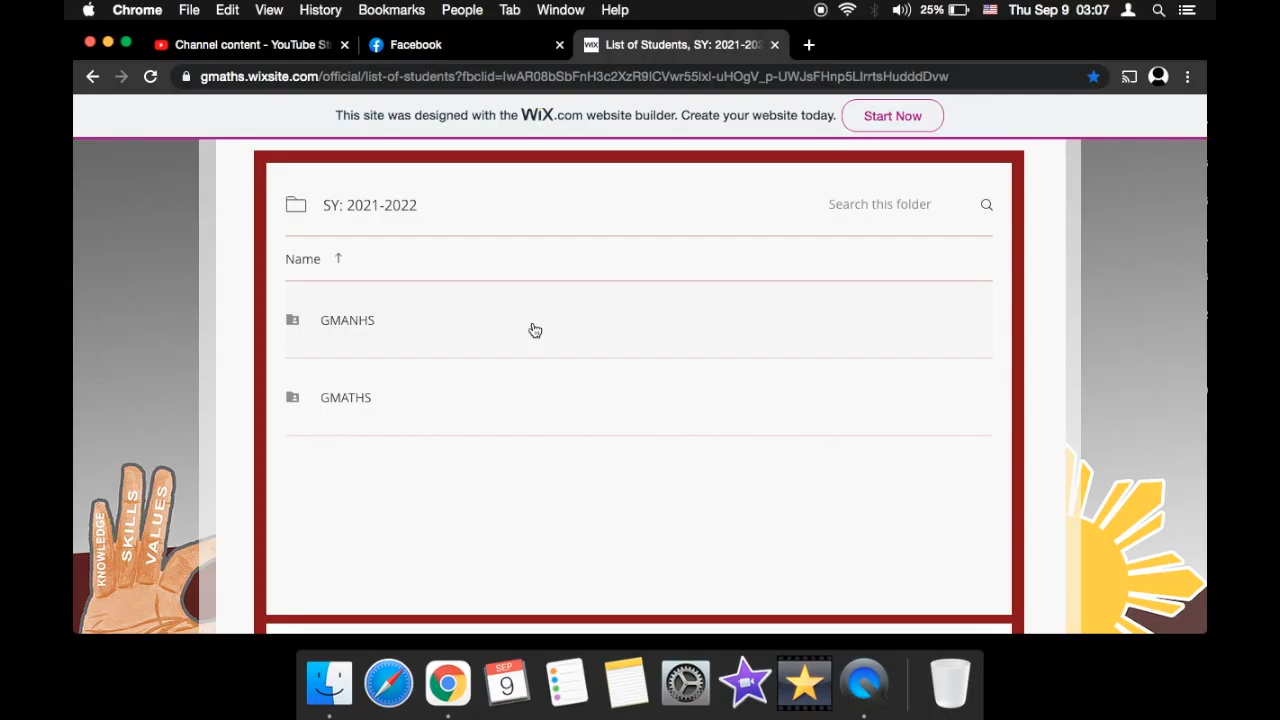 Chrome File Edit View History Bookmarks People Tab Window Help 25% Thu Sep 9 03:07
Channel content - YouTube St Facebook WiX List of Students, SY: 2021-202
gmaths.wixsite.com/official/list-of-students?fbclid=IwAR08bSbFnH3c2XzR9ICVwr55lxl-uHOgV_p-UWJsFHnp5LIrrtsHudddDvw
This site was designed with the WiX.com website builder. Create your website today. Start Now
SY: 2021-2022 Search this folder
Name ↑
GMANHS
GMATHS
KNOWLEDGE
SKILLS
VALUES
SEP
9